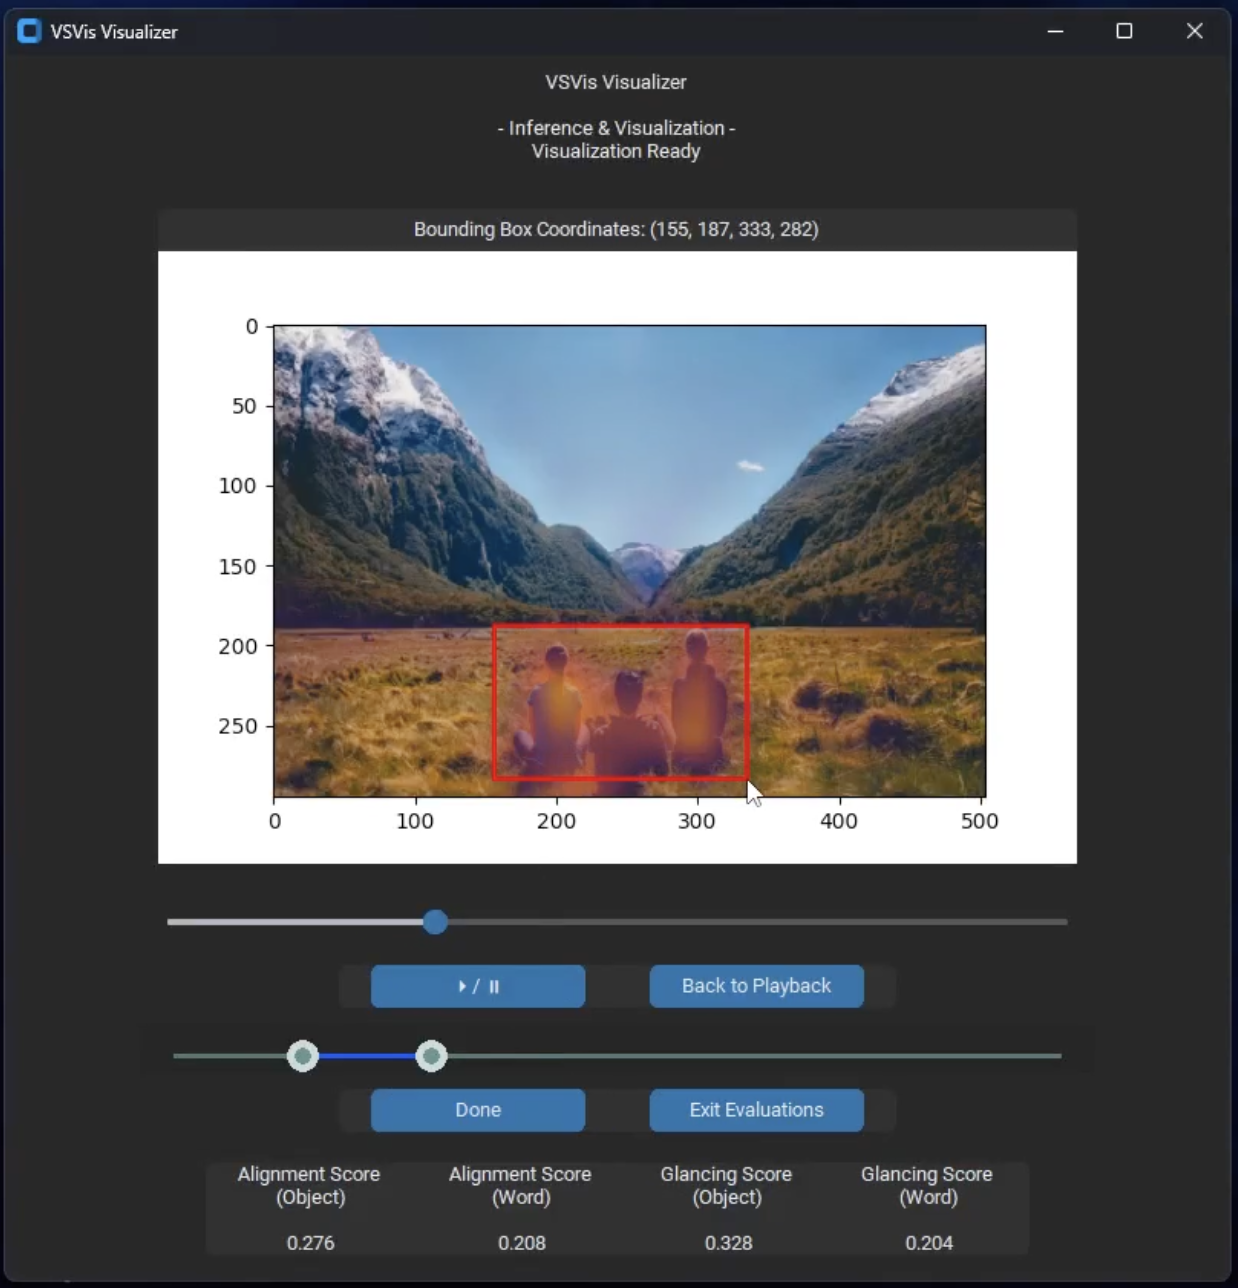 VSVis Visualizer
VSVis Visualizer
- Inference & Visualization -
Visualization Ready
Bounding Box Coordinates: (155, 187, 333, 282)
0
50
100
150
200
250
0 100 200 300 400 500
/
Back to Playback
Done
Exit Evaluations
Alignment Score
(Object)
0.276
Alignment Score
(Word)
0.208
Glancing Score
(Object)
0.328
Glancing Score
(Word)
0.204